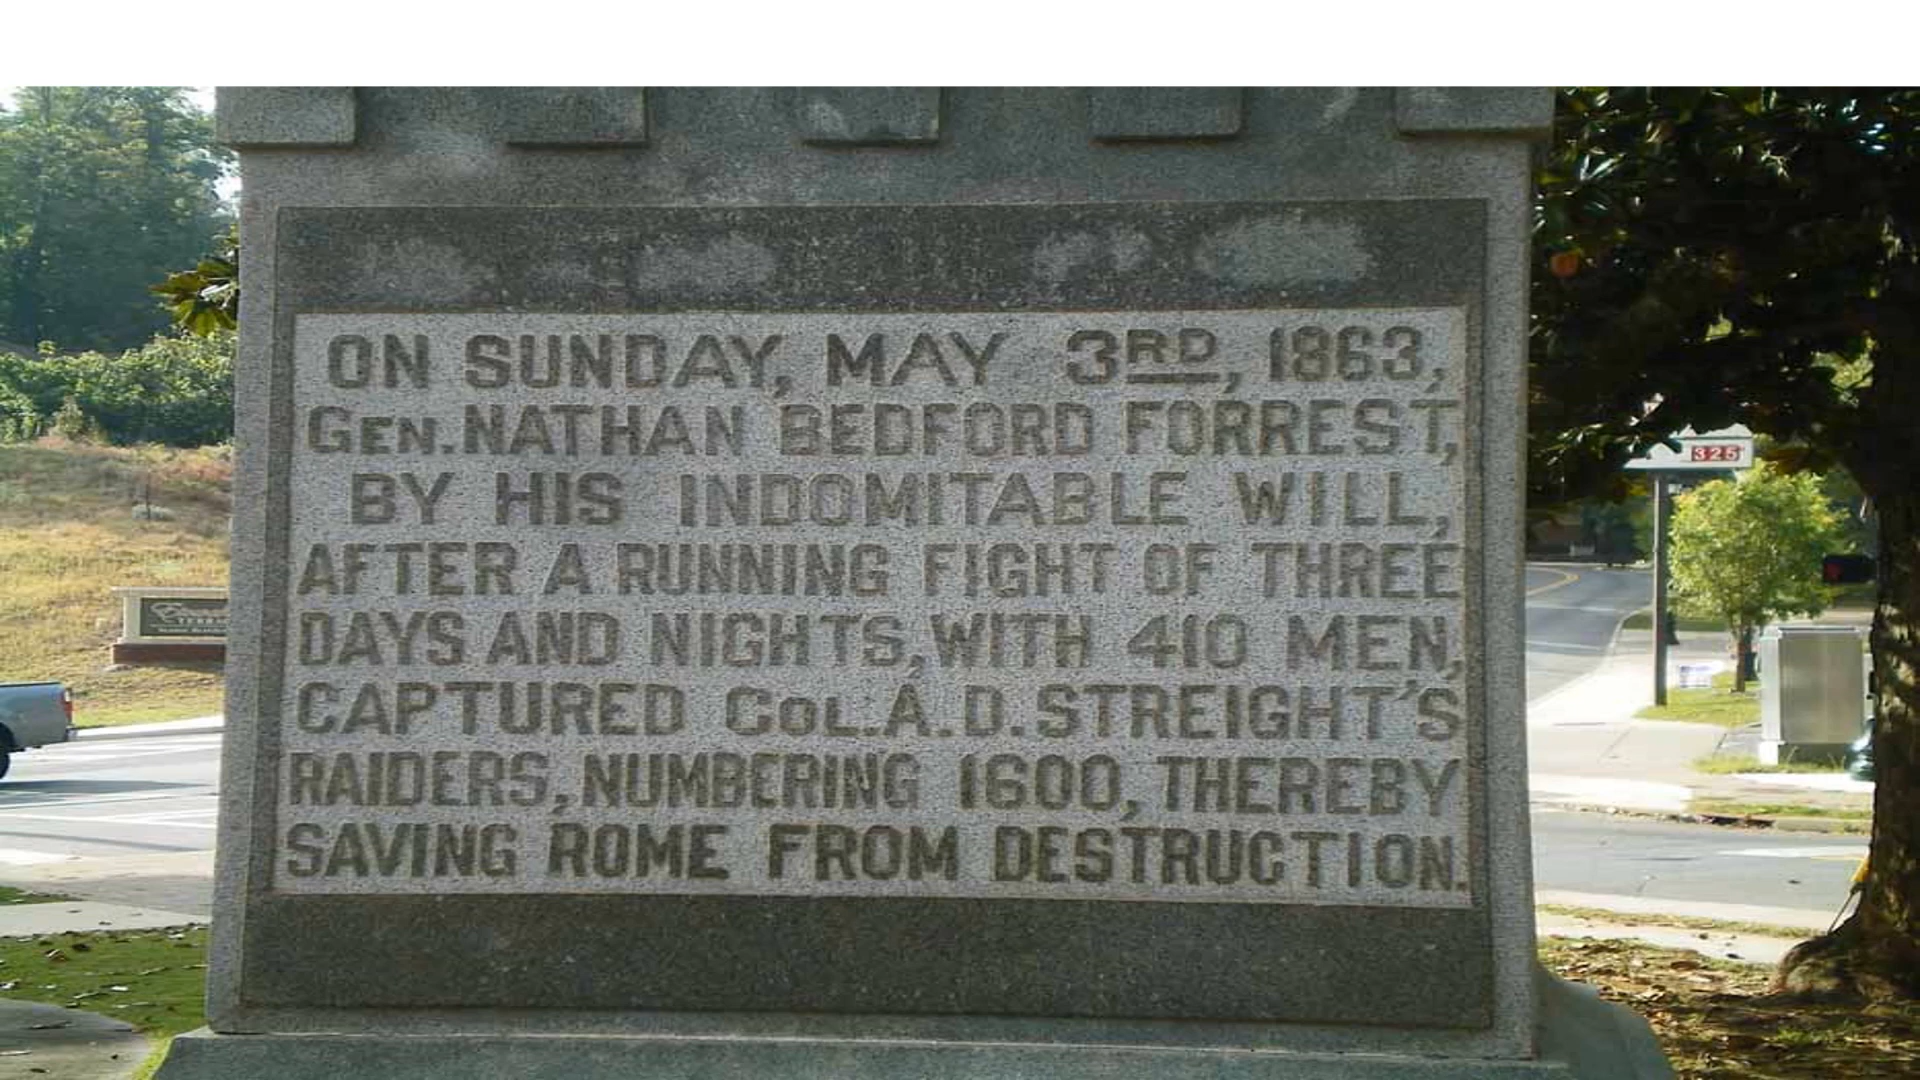 ON SUNDAY, MAY 3RD, 1863,
GEN. NATHAN BEDFORD FORREST,
BY HIS INDOMITABLE WILL,
AFTER A RUNNING FIGHT OF THREE
DAYS AND NIGHTS, WITH 410 MEN,
CAPTURED COL. A. D. STREIGHT'S
RAIDERS, NUMBERING 1600, THEREBY
SAVING ROME FROM DESTRUCTION.
325